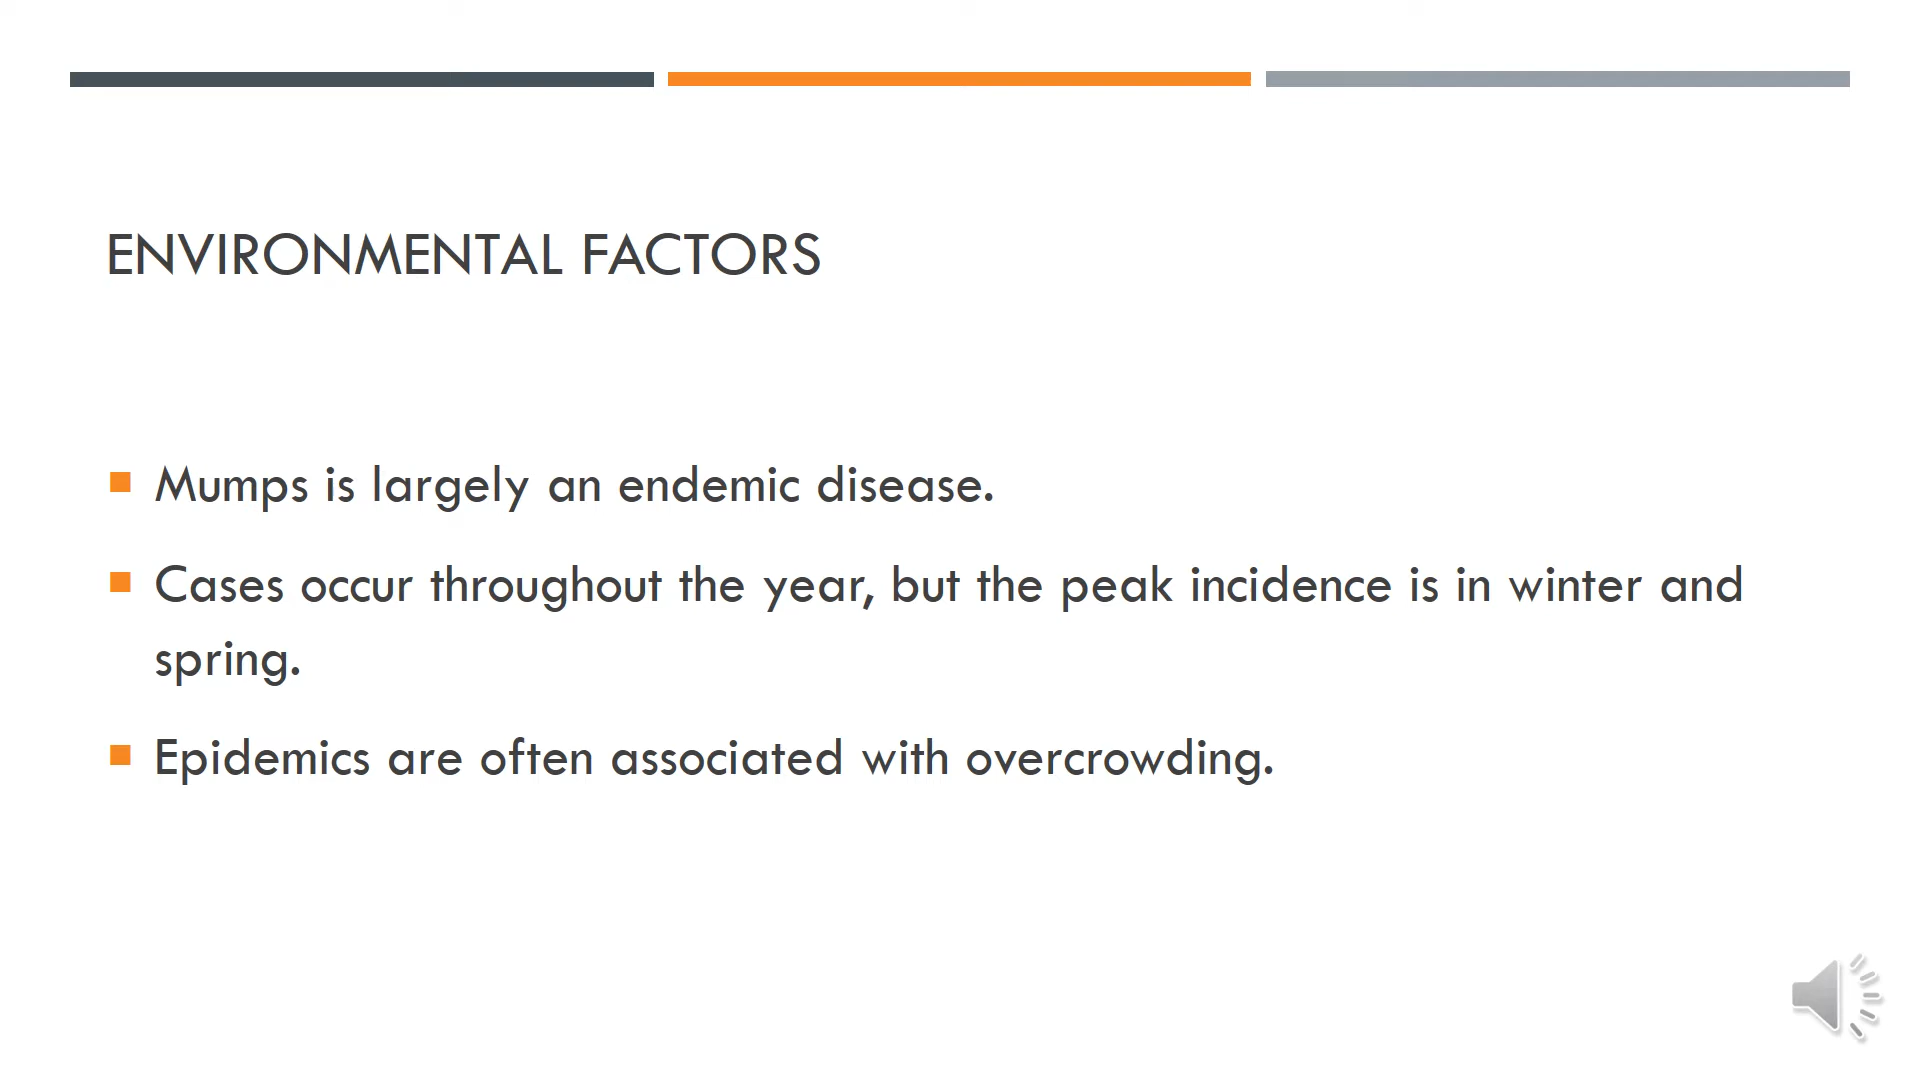 ENVIRONMENTAL FACTORS
Mumps is largely an endemic disease.
Cases occur throughout the year, but the peak incidence is in winter and
spring.
Epidemics are often associated with overcrowding.